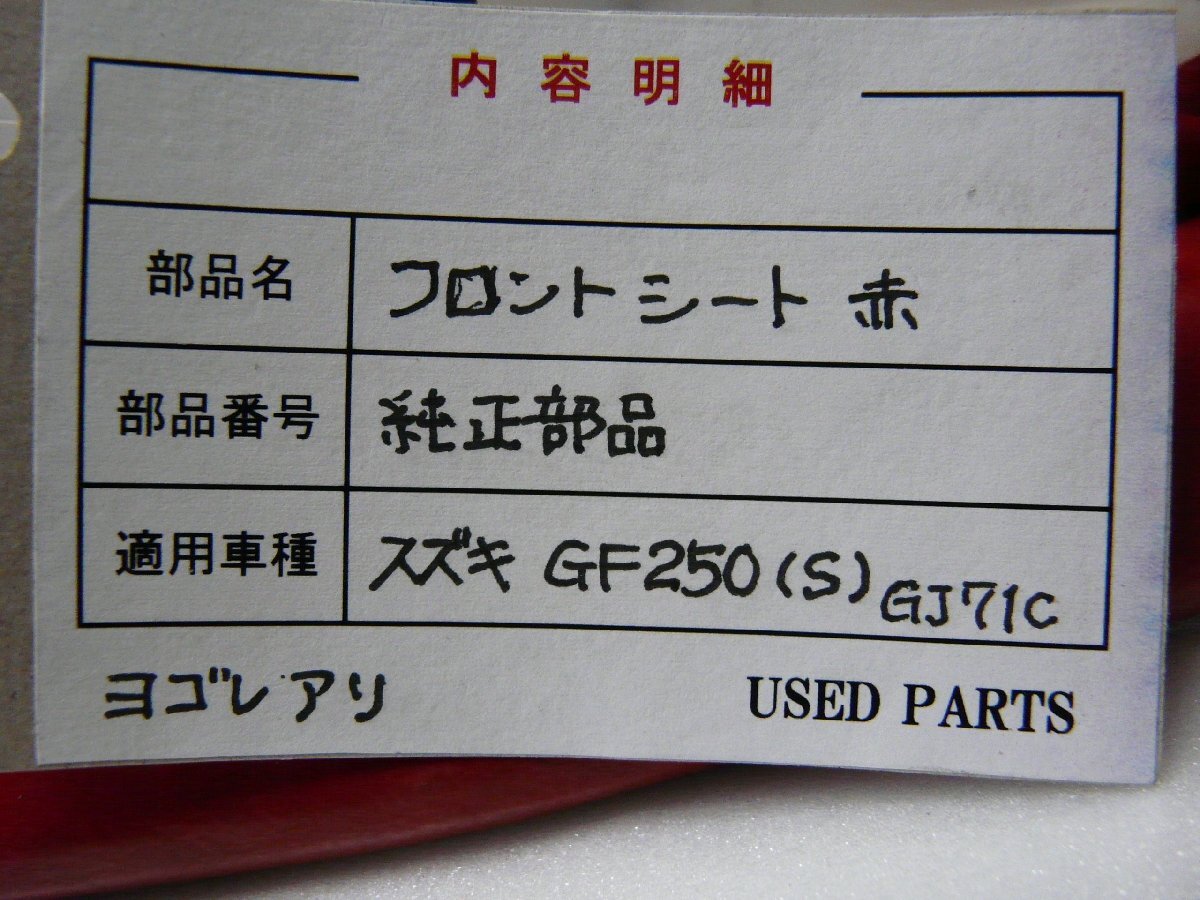 内容明細
部品名 フロントシート 赤
部品番号 純正部品
適用車種 スズキ GF250(S) GJ71C
ヨゴレアリ USED PARTS